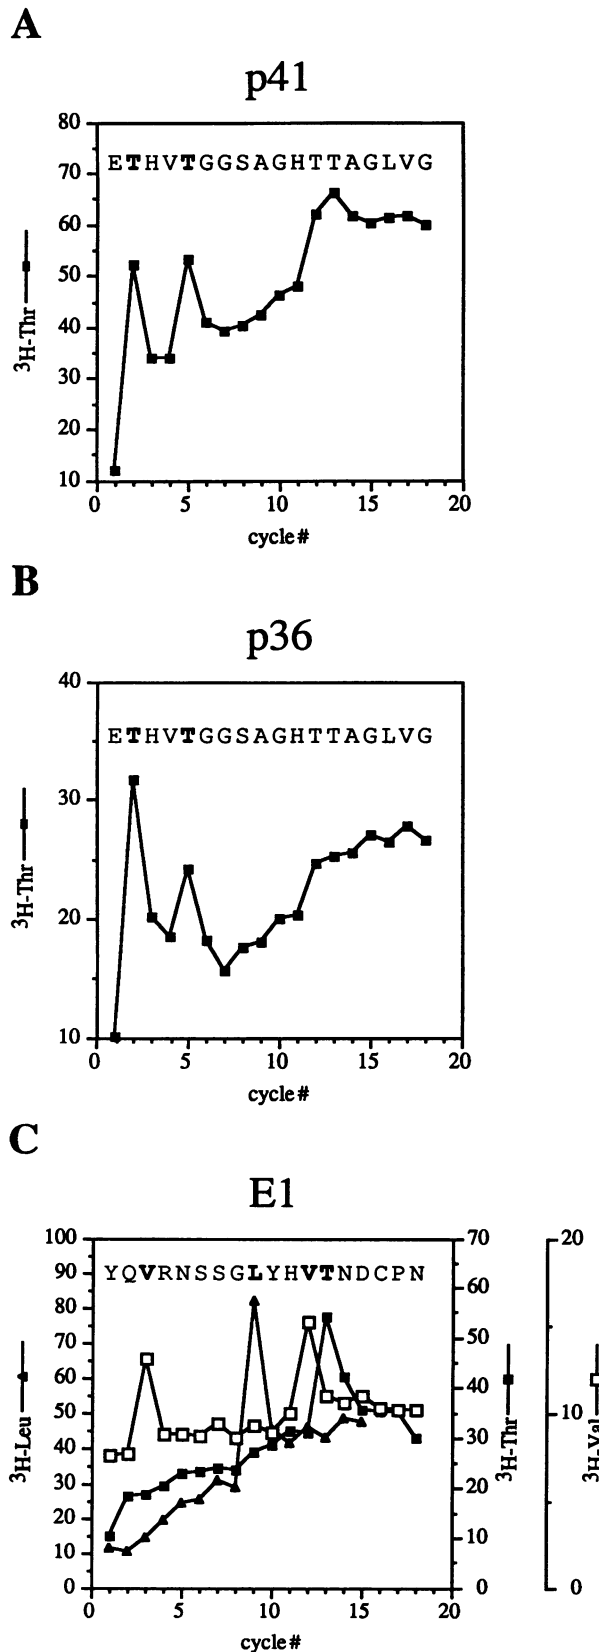 A
p41
80
70
60
50
40
30
20
10
ETHVTGGSAGHTTAGLVG
³H-Thr
0 5 10 15 20
cycle #
B
p36
40
30
20
10
ETHVTGGSAGHTTAGLVG
³H-Thr
0 5 10 15 20
cycle #
C
E1
100
90
80
70
60
50
40
30
20
10
0
YQVRNSSGLYHVTNDCPN
³H-Leu
70
60
50
40
30
20
10
0
³H-Thr
20
10
0
³H-Val
0 5 10 15 20
cycle #